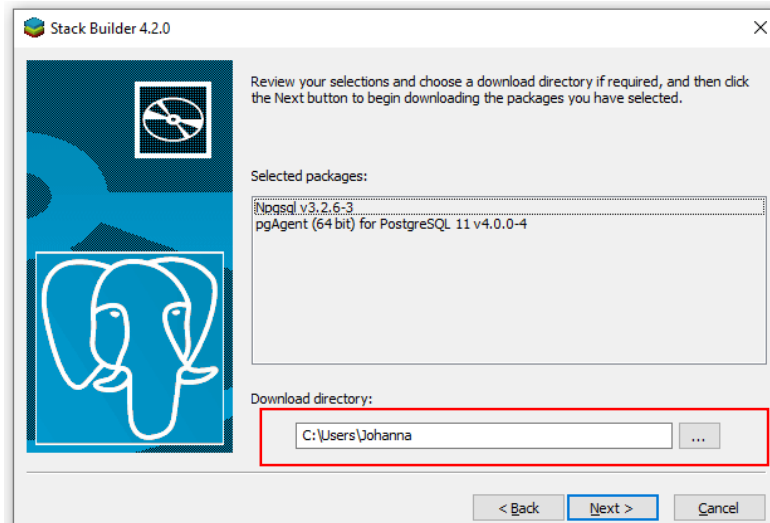 Stack Builder 4.2.0
Review your selections and choose a download directory if required, and then click
the Next button to begin downloading the packages you have selected.
Selected packages:
Npgsql v3.2.6-3
pgAgent (64 bit) for PostgreSQL 11 v4.0.0-4
Download directory:
C:\Users\Johanna
...
< Back Next > Cancel